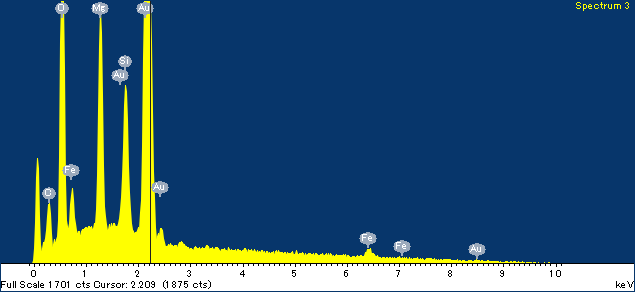 Spectrum 3
O Mg Au
Si
Au
Fe
Au
O
Fe Fe Au
0 1 2 3 4 5 6 7 8 9 10
Full Scale 1701 cts Cursor: 2.209 (1875 cts) keV